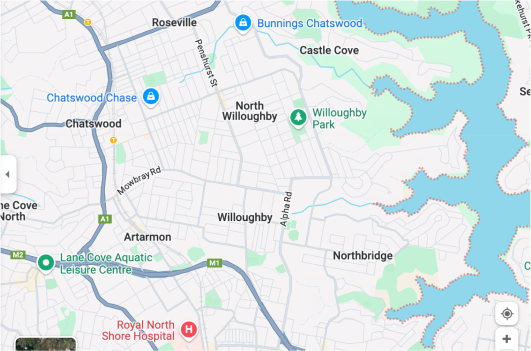 A1
Roseville
Bunnings Chatswood
Castle Cove
Penshurst St
Chatswood Chase
North
Willoughby
Willoughby
Park
Chatswood
Mowbray Rd
Alpha Rd
Willoughby
A1
Artarmon
Northbridge
M2
M1
Lane Cove Aquatic
Leisure Centre
Royal North
Shore Hospital
H